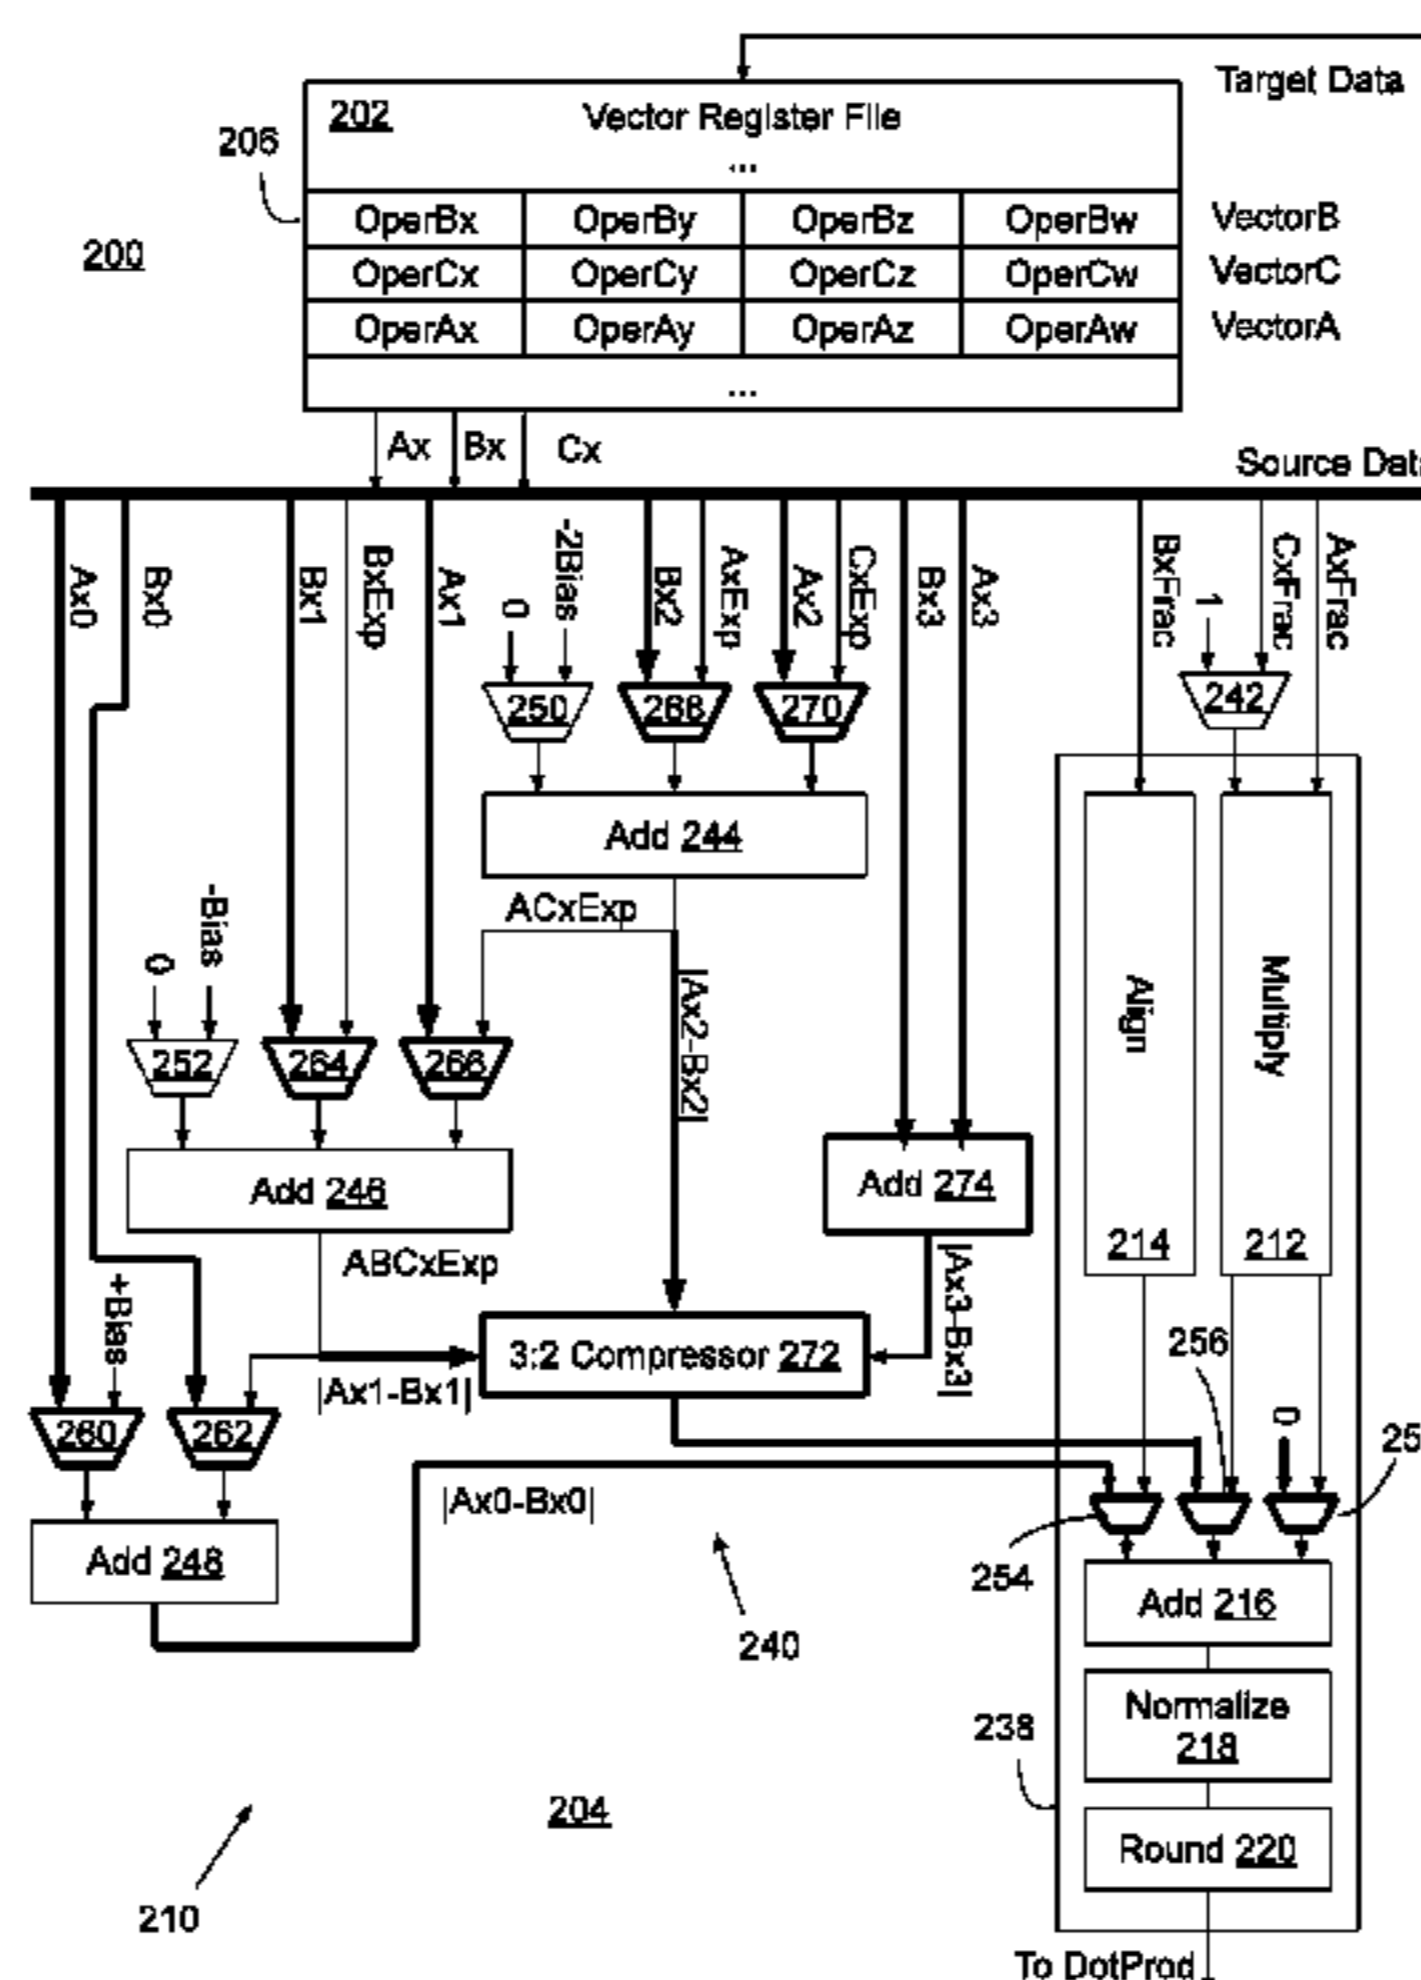 Target Data
202 Vector Register File
...
206
OperBx OperBy OperBz OperBw VectorB
200
OperCx OperCy OperCz OperCw VectorC
OperAx OperAy OperAz OperAw VectorA
...
Ax Bx Cx
Source Dat
Ax0
Bx0
Bx1
BxExp
Ax1
0
-2Bias
Bx2
AxExp
Ax2
CxExp
Bx3
Ax3
BxFrac
1
CxFrac
AxFrac
250 268 270
242
Add 244
ACxExp
0
-Bias
|Ax2-Bx2|
Align
Multiply
252 264 266
Add 246
Add 274
214 212
ABCxExp
+Bias
|Ax3-Bx3|
3:2 Compressor 272
256
|Ax1-Bx1|
0
25
260 262
|Ax0-Bx0|
Add 248
254
240
Add 216
238
Normalize
218
204
Round 220
210
To DotProd